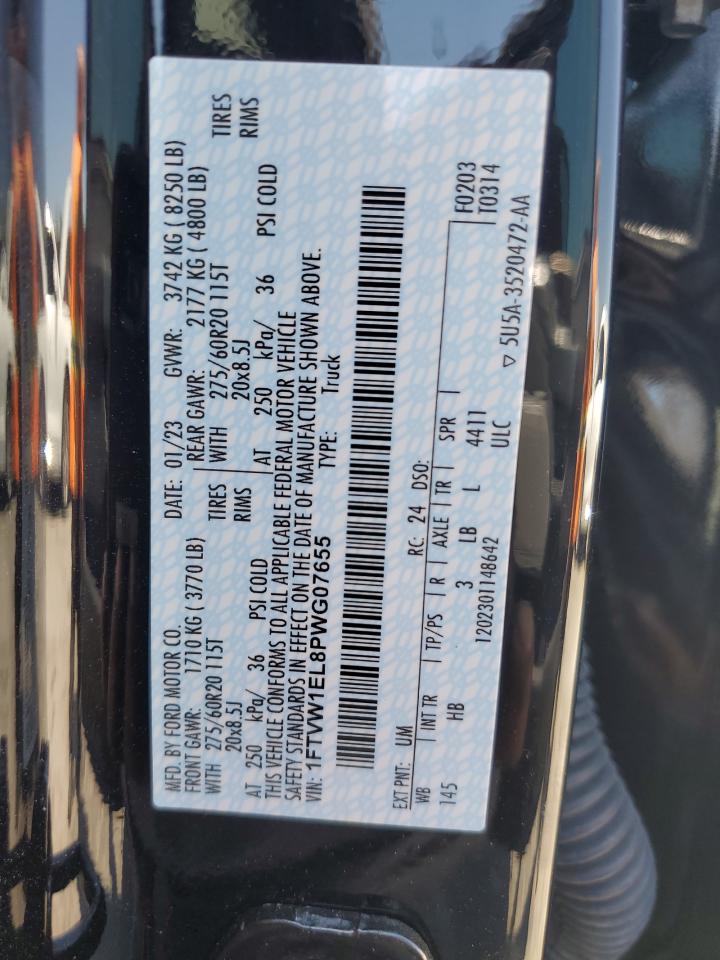 MFD. BY FORD MOTOR CO.
DATE: 01/23
GVWR: 3742 KG ( 8250 LB)
FRONT GAWR: 1710 KG ( 3770 LB)
REAR GAWR: 2177 KG ( 4800 LB)
WITH 275/60R20 115T TIRES
WITH 275/60R20 115T TIRES
20x8.5J RIMS
20x8.5J RIMS
AT 250 kPa/ 36 PSI COLD
AT 250 kPa/ 36 PSI COLD
THIS VEHICLE CONFORMS TO ALL APPLICABLE FEDERAL MOTOR VEHICLE
SAFETY STANDARDS IN EFFECT ON THE DATE OF MANUFACTURE SHOWN ABOVE.
VIN: 1FTVW1EL8PWG07655
TYPE: Truck
EXT PNT: UM RC: 24 DSO: F0203
T0314
WB INT TR TP/PS R AXLE TR SPR
145 HB 3 LB L 4411
1202301148642 ULC
▽ 5U5A-3520472-AA